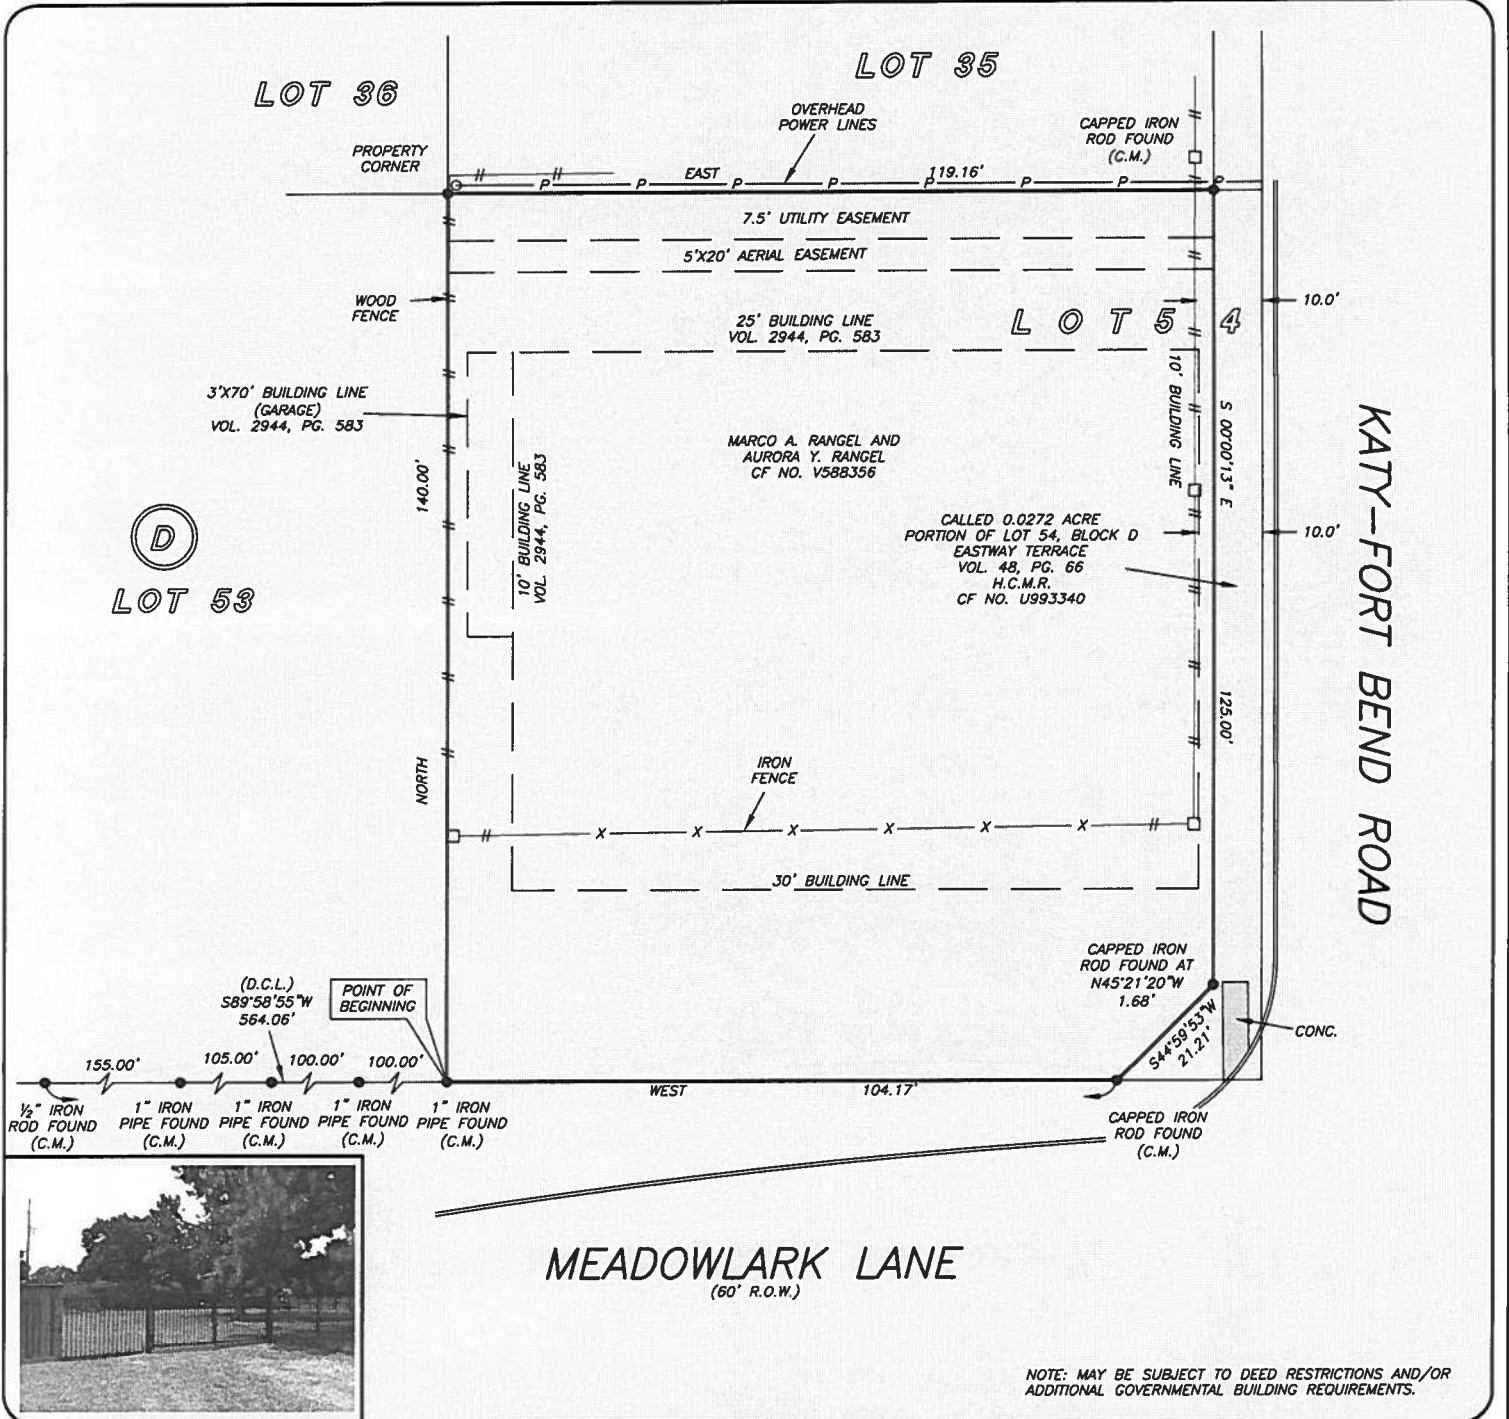 LOT 36
LOT 35
OVERHEAD
POWER LINES
CAPPED IRON
ROD FOUND
(C.M.)
PROPERTY
CORNER
EAST
119.16'
P P P P P P P P
7.5' UTILITY EASEMENT
5'X20' AERIAL EASEMENT
WOOD
FENCE
25' BUILDING LINE
VOL. 2944, PG. 583
LOT 54
10.0'
3'X70' BUILDING LINE
(GARAGE)
VOL. 2944, PG. 583
10' BUILDING LINE
S 00°00'13" E
MARCO A. RANGEL AND
AURORA Y. RANGEL
CF NO. V588356
140.00'
10' BUILDING LINE
VOL. 2944, PG. 583
KATY-FORT BEND ROAD
D
LOT 53
CALLED 0.0272 ACRE
PORTION OF LOT 54, BLOCK D
EASTWAY TERRACE
VOL. 48, PG. 66
H.C.M.R.
CF NO. U993340
10.0'
125.00'
NORTH
IRON
FENCE
X X X X X X
30' BUILDING LINE
CAPPED IRON
ROD FOUND AT
N45°21'20"W
1.68'
(D.C.L.)
S89°58'55"W
564.06'
POINT OF
BEGINNING
S44°59'53"W
21.21'
CONC.
155.00'
105.00'
100.00'
100.00'
WEST
104.17'
½" IRON
ROD FOUND
(C.M.)
1" IRON
PIPE FOUND
(C.M.)
1" IRON
PIPE FOUND
(C.M.)
1" IRON
PIPE FOUND
(C.M.)
1" IRON
PIPE FOUND
(C.M.)
CAPPED IRON
ROD FOUND
(C.M.)
MEADOWLARK LANE
(60' R.O.W.)
NOTE: MAY BE SUBJECT TO DEED RESTRICTIONS AND/OR
ADDITIONAL GOVERNMENTAL BUILDING REQUIREMENTS.